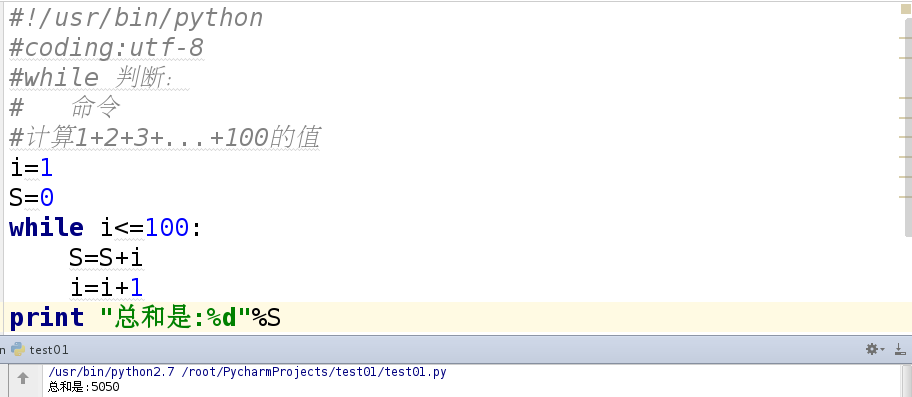 #!/usr/bin/python
#coding:utf-8
#while 判断：
#   命令
#计算1+2+3+...+100的值
i=1
S=0
while i<=100:
    S=S+i
    i=i+1
print "总和是:%d"%S
n test01
/usr/bin/python2.7 /root/PycharmProjects/test01/test01.py
总和是:5050